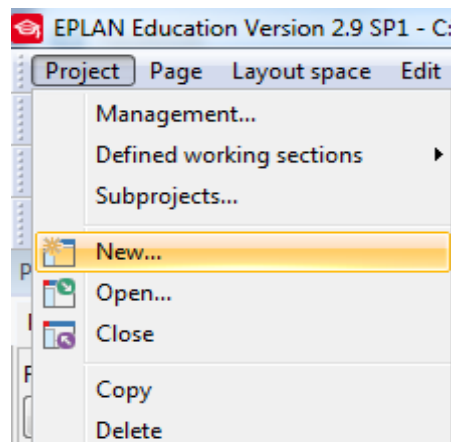 EPLAN Education Version 2.9 SP1 - C:
Project Page Layout space Edit
Management...
Defined working sections
Subprojects...
New...
Open...
Close
Copy
Delete